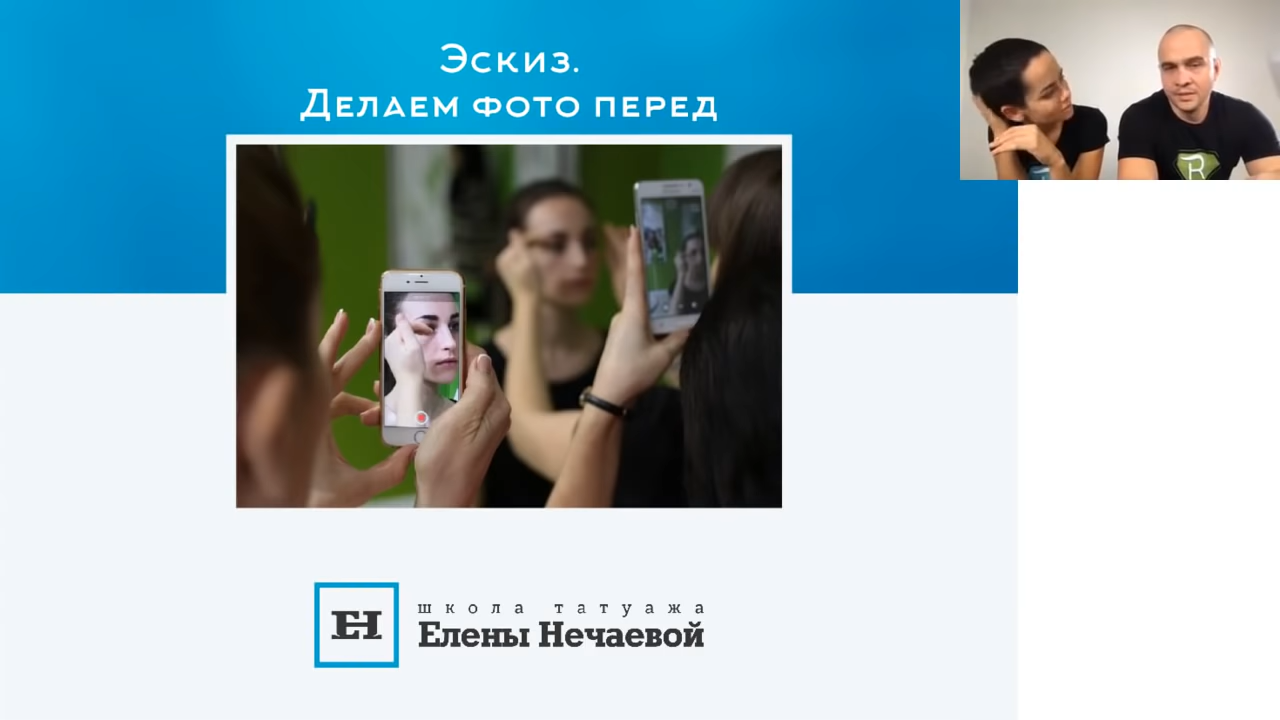 Эскиз.
Делаем фото перед
ЕН
школа татуажа
Елены Нечаевой
R